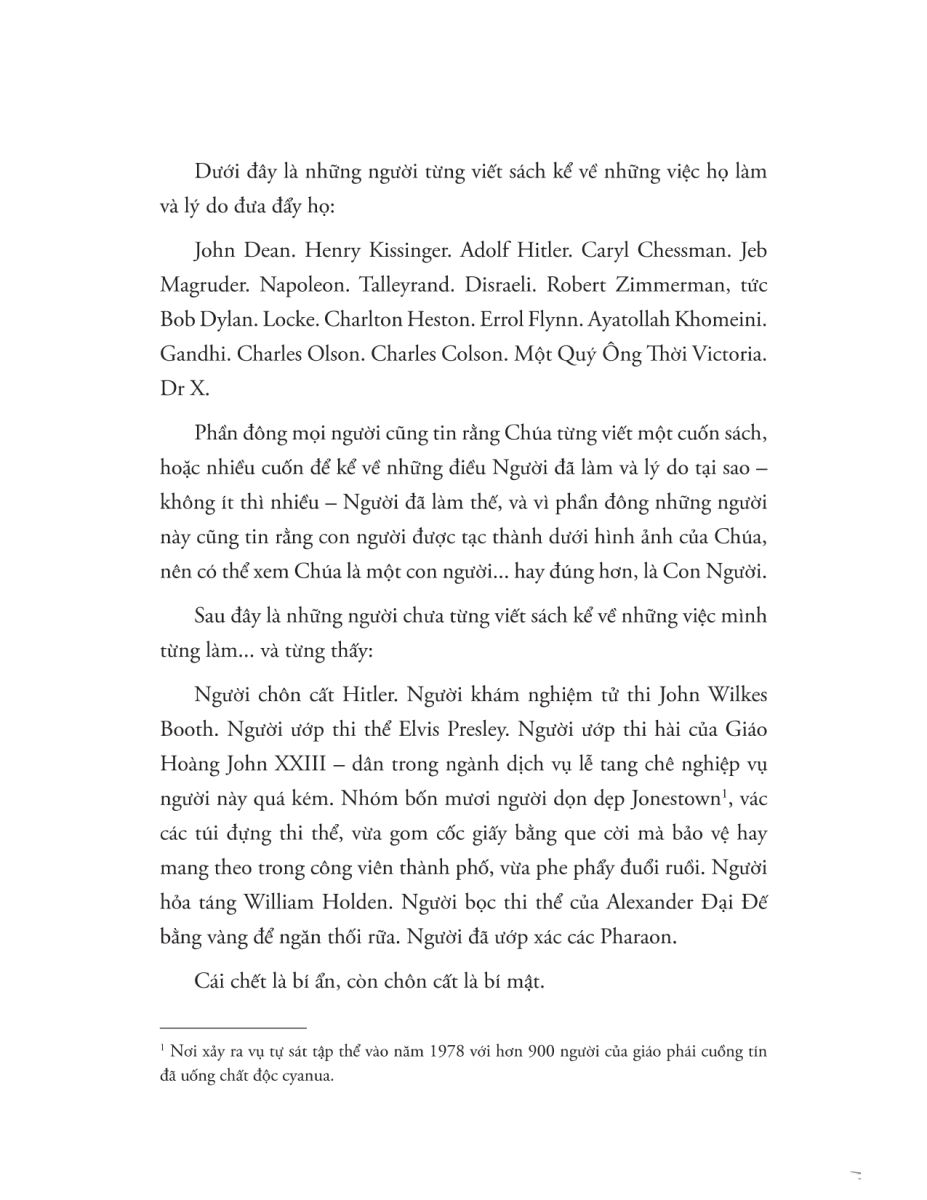 Dưới đây là những người từng viết sách kể về những việc họ làm
và lý do đưa đẩy họ:
John Dean. Henry Kissinger. Adolf Hitler. Caryl Chessman. Jeb
Magruder. Napoleon. Talleyrand. Disraeli. Robert Zimmerman, tức
Bob Dylan. Locke. Charlton Heston. Errol Flynn. Ayatollah Khomeini.
Gandhi. Charles Olson. Charles Colson. Một Quý Ông Thời Victoria.
Dr X.
Phần đông mọi người cũng tin rằng Chúa từng viết một cuốn sách,
hoặc nhiều cuốn để kể về những điều Người đã làm và lý do tại sao –
không ít thì nhiều – Người đã làm thế, và vì phần đông những người
này cũng tin rằng con người được tạc thành dưới hình ảnh của Chúa,
nên có thể xem Chúa là một con người... hay đúng hơn, là Con Người.
Sau đây là những người chưa từng viết sách kể về những việc mình
từng làm... và từng thấy:
Người chôn cất Hitler. Người khám nghiệm tử thi John Wilkes
Booth. Người ướp thi thể Elvis Presley. Người ướp thi hài của Giáo
Hoàng John XXIII – dân trong ngành dịch vụ lễ tang chê nghiệp vụ
người này quá kém. Nhóm bốn mươi người dọn dẹp Jonestown¹, vác
các túi đựng thi thể, vừa gom cốc giấy bằng que cời mà bảo vệ hay
mang theo trong công viên thành phố, vừa phe phẩy đuổi ruồi. Người
hỏa táng William Holden. Người bọc thi thể của Alexander Đại Đế
bằng vàng để ngăn thối rữa. Người đã ướp xác các Pharaon.
Cái chết là bí ẩn, còn chôn cất là bí mật.
¹ Nơi xảy ra vụ tự sát tập thể vào năm 1978 với hơn 900 người của giáo phái cuồng tín
đã uống chất độc cyanua.